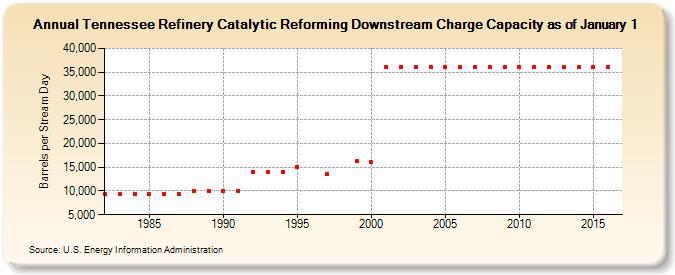 Annual Tennessee Refinery Catalytic Reforming Downstream Charge Capacity as of January 1
Barrels per Stream Day
40,000
35,000
30,000
25,000
20,000
15,000
10,000
5,000
1985 1990 1995 2000 2005 2010 2015
Source: U.S. Energy Information Administration